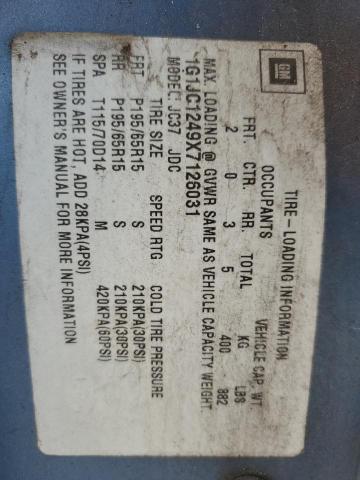 GM
TIRE-LOADING INFORMATION
OCCUPANTS VEHICLE CAP. WT.
FRT. CTR. RR. TOTAL KG LBS
2 0 3 5 400 882
MAX. LOADING @ GVWR SAME AS VEHICLE CAPACITY WEIGHT.
1G1JC1249X7126031
MODEL: JC37 JDC
TIRE SIZE SPEED RTG COLD TIRE PRESSURE
FRT P195/65R15 S 210KPA(30PSI)
RR P195/65R15 S 210KPA(30PSI)
SPA T115/70D14 M 420KPA(60PSI)
IF TIRES ARE HOT, ADD 28KPA(4PSI)
SEE OWNER'S MANUAL FOR MORE INFORMATION